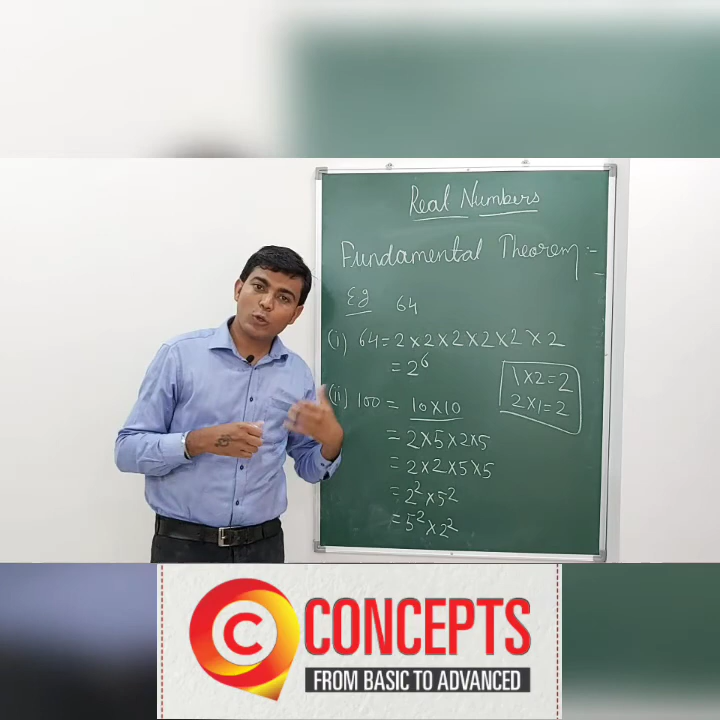 Real Numbers
Fundamental Theorem:-
Eg 64
(i) 64 = 2 × 2 × 2 × 2 × 2 × 2
= 2⁶
1 × 2 = 2
2 × 1 = 2
(ii) 100 = 10 × 10
= 2 × 5 × 2 × 5
= 2 × 2 × 5 × 5
= 2² × 5²
= 5² × 2²
C CONCEPTS
FROM BASIC TO ADVANCED